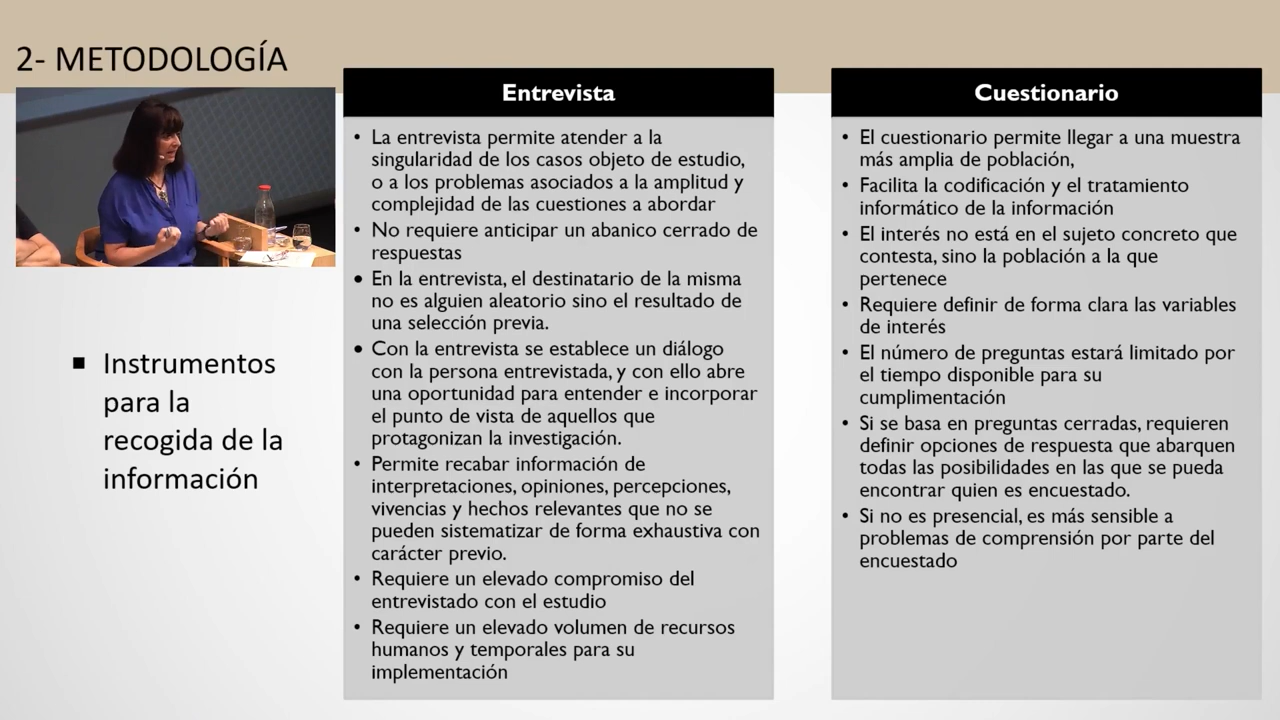 2- METODOLOGÍA
▪ Instrumentos
para la
recogida de la
información
Entrevista
• La entrevista permite atender a la
singularidad de los casos objeto de estudio,
o a los problemas asociados a la amplitud y
complejidad de las cuestiones a abordar
• No requiere anticipar un abanico cerrado de
respuestas
• En la entrevista, el destinatario de la misma
no es alguien aleatorio sino el resultado de
una selección previa.
• Con la entrevista se establece un diálogo
con la persona entrevistada, y con ello abre
una oportunidad para entender e incorporar
el punto de vista de aquellos que
protagonizan la investigación.
• Permite recabar información de
interpretaciones, opiniones, percepciones,
vivencias y hechos relevantes que no se
pueden sistematizar de forma exhaustiva con
carácter previo.
• Requiere un elevado compromiso del
entrevistado con el estudio
• Requiere un elevado volumen de recursos
humanos y temporales para su
implementación
Cuestionario
• El cuestionario permite llegar a una muestra
más amplia de población,
• Facilita la codificación y el tratamiento
informático de la información
• El interés no está en el sujeto concreto que
contesta, sino la población a la que
pertenece
• Requiere definir de forma clara las variables
de interés
• El número de preguntas estará limitado por
el tiempo disponible para su
cumplimentación
• Si se basa en preguntas cerradas, requieren
definir opciones de respuesta que abarquen
todas las posibilidades en las que se pueda
encontrar quien es encuestado.
• Si no es presencial, es más sensible a
problemas de comprensión por parte del
encuestado